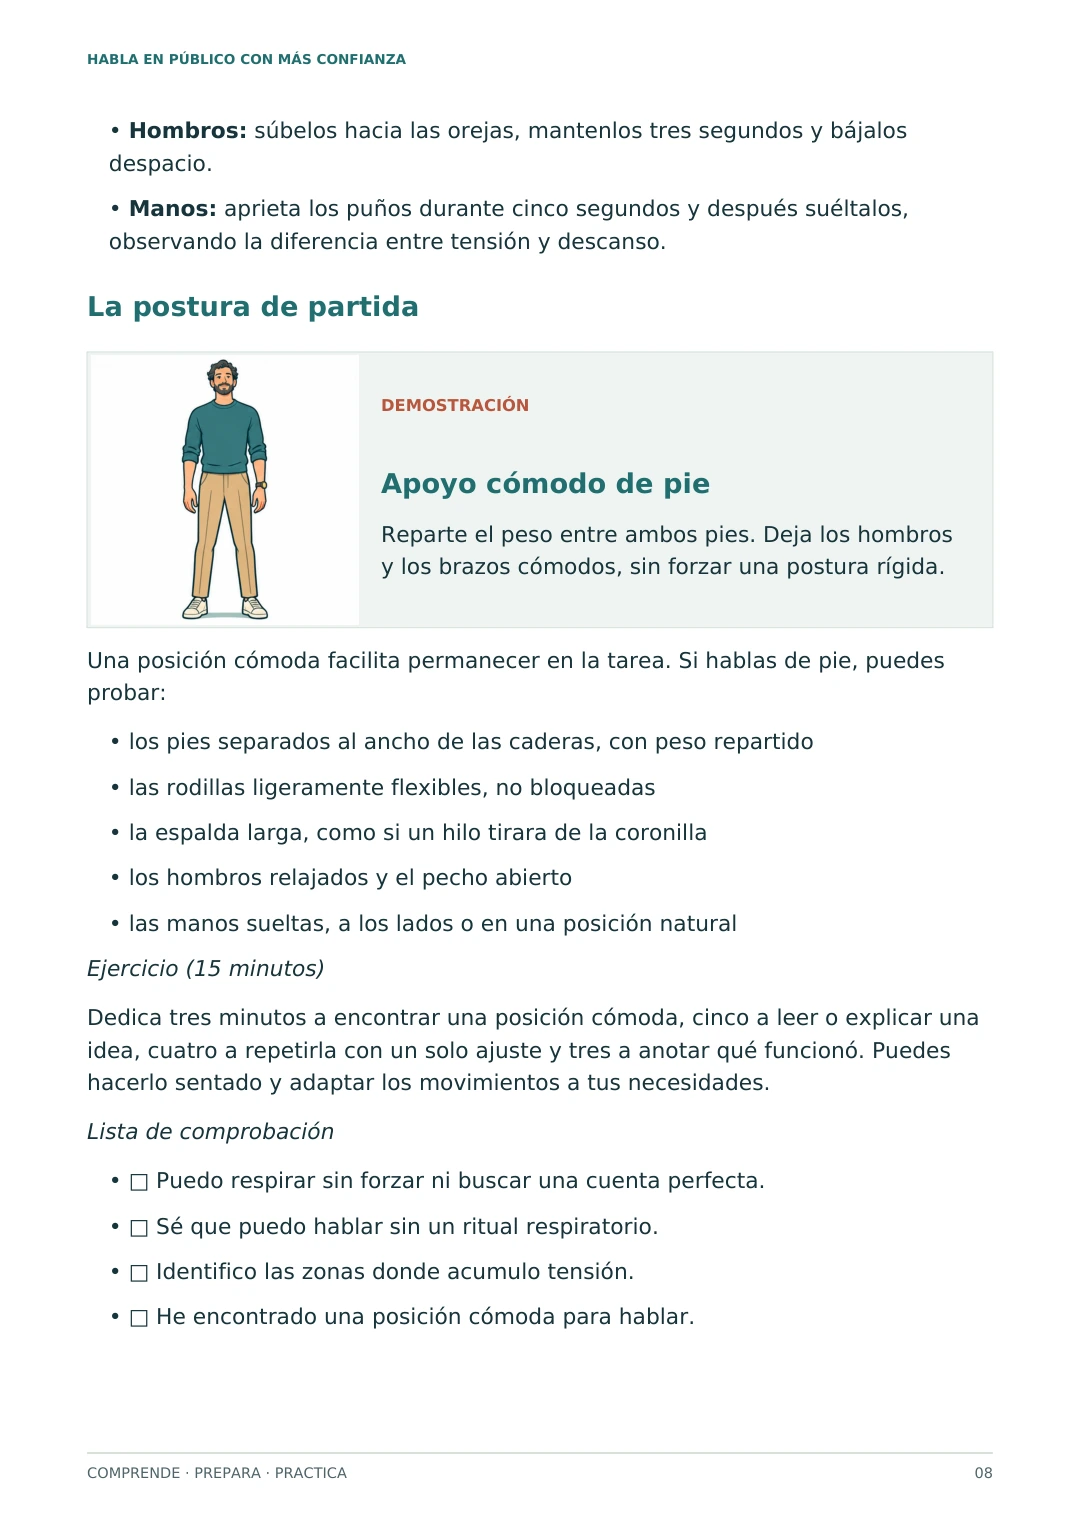 HABLA EN PÚBLICO CON MÁS CONFIANZA
• Hombros: súbelos hacia las orejas, mantenlos tres segundos y bájalos
despacio.
• Manos: aprieta los puños durante cinco segundos y después suéltalos,
observando la diferencia entre tensión y descanso.
La postura de partida
DEMOSTRACIÓN
Apoyo cómodo de pie
Reparte el peso entre ambos pies. Deja los hombros
y los brazos cómodos, sin forzar una postura rígida.
Una posición cómoda facilita permanecer en la tarea. Si hablas de pie, puedes
probar:
• los pies separados al ancho de las caderas, con peso repartido
• las rodillas ligeramente flexibles, no bloqueadas
• la espalda larga, como si un hilo tirara de la coronilla
• los hombros relajados y el pecho abierto
• las manos sueltas, a los lados o en una posición natural
Ejercicio (15 minutos)
Dedica tres minutos a encontrar una posición cómoda, cinco a leer o explicar una
idea, cuatro a repetirla con un solo ajuste y tres a anotar qué funcionó. Puedes
hacerlo sentado y adaptar los movimientos a tus necesidades.
Lista de comprobación
• □ Puedo respirar sin forzar ni buscar una cuenta perfecta.
• □ Sé que puedo hablar sin un ritual respiratorio.
• □ Identifico las zonas donde acumulo tensión.
• □ He encontrado una posición cómoda para hablar.
COMPRENDE · PREPARA · PRACTICA
08